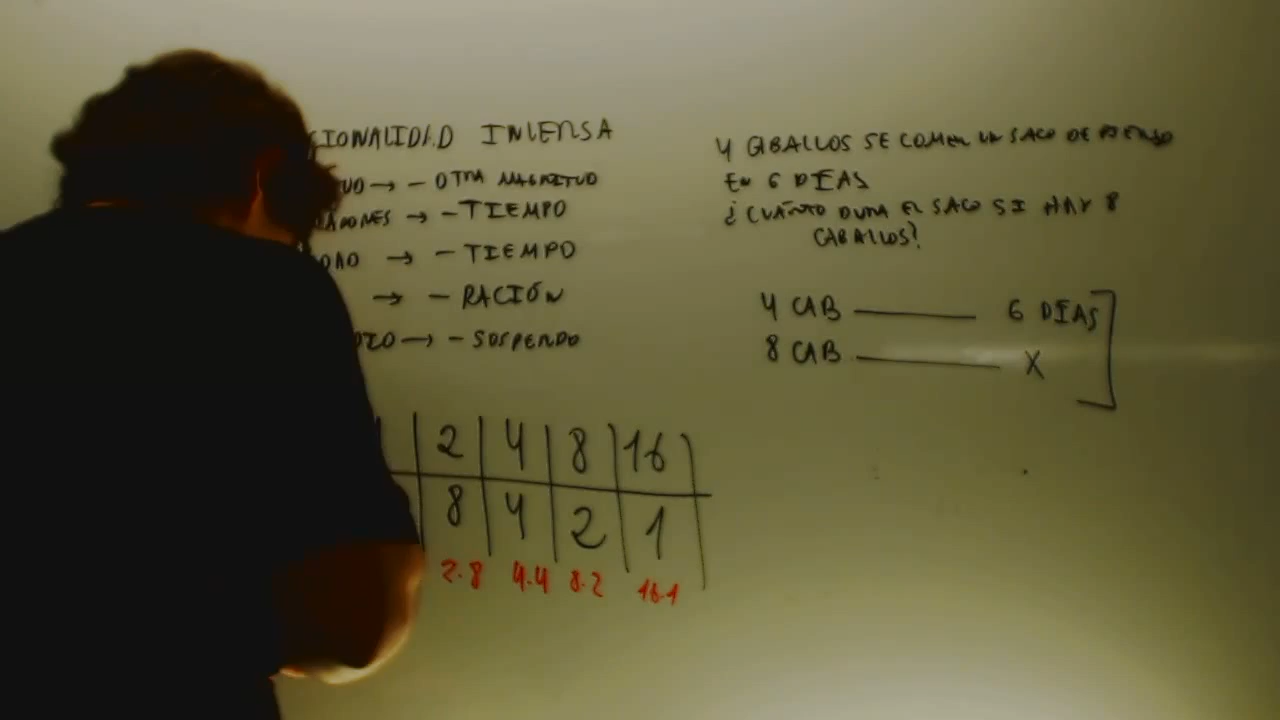 CIONALIDAD INVERSA
→ - OTRA MAGNITUD
→ - TIEMPO
→ - TIEMPO
→ - RACIÓN
→ - SUSPENDO
2 4 8 16
8 4 2 1
2·8 4·4 8·2 16·1
4 CABALLOS SE COMEN UN SACO DE PIENSO
EN 6 DÍAS
¿CUÁNTO DURA EL SACO SI HAY 8
CABALLOS?
4 CAB 6 DÍAS
8 CAB X